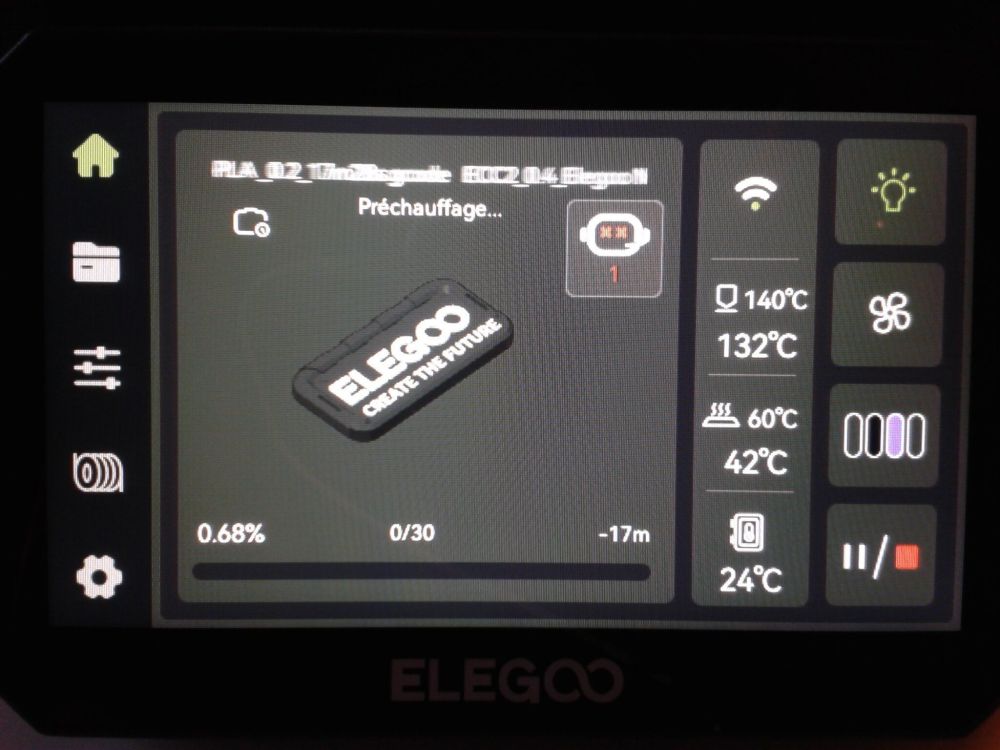 Préchauffage...
1
ELEGOO
CREATE THE FUTURE
0.68%
0/30
-17m
140℃
132℃
60℃
42℃
24℃
ELEGOO